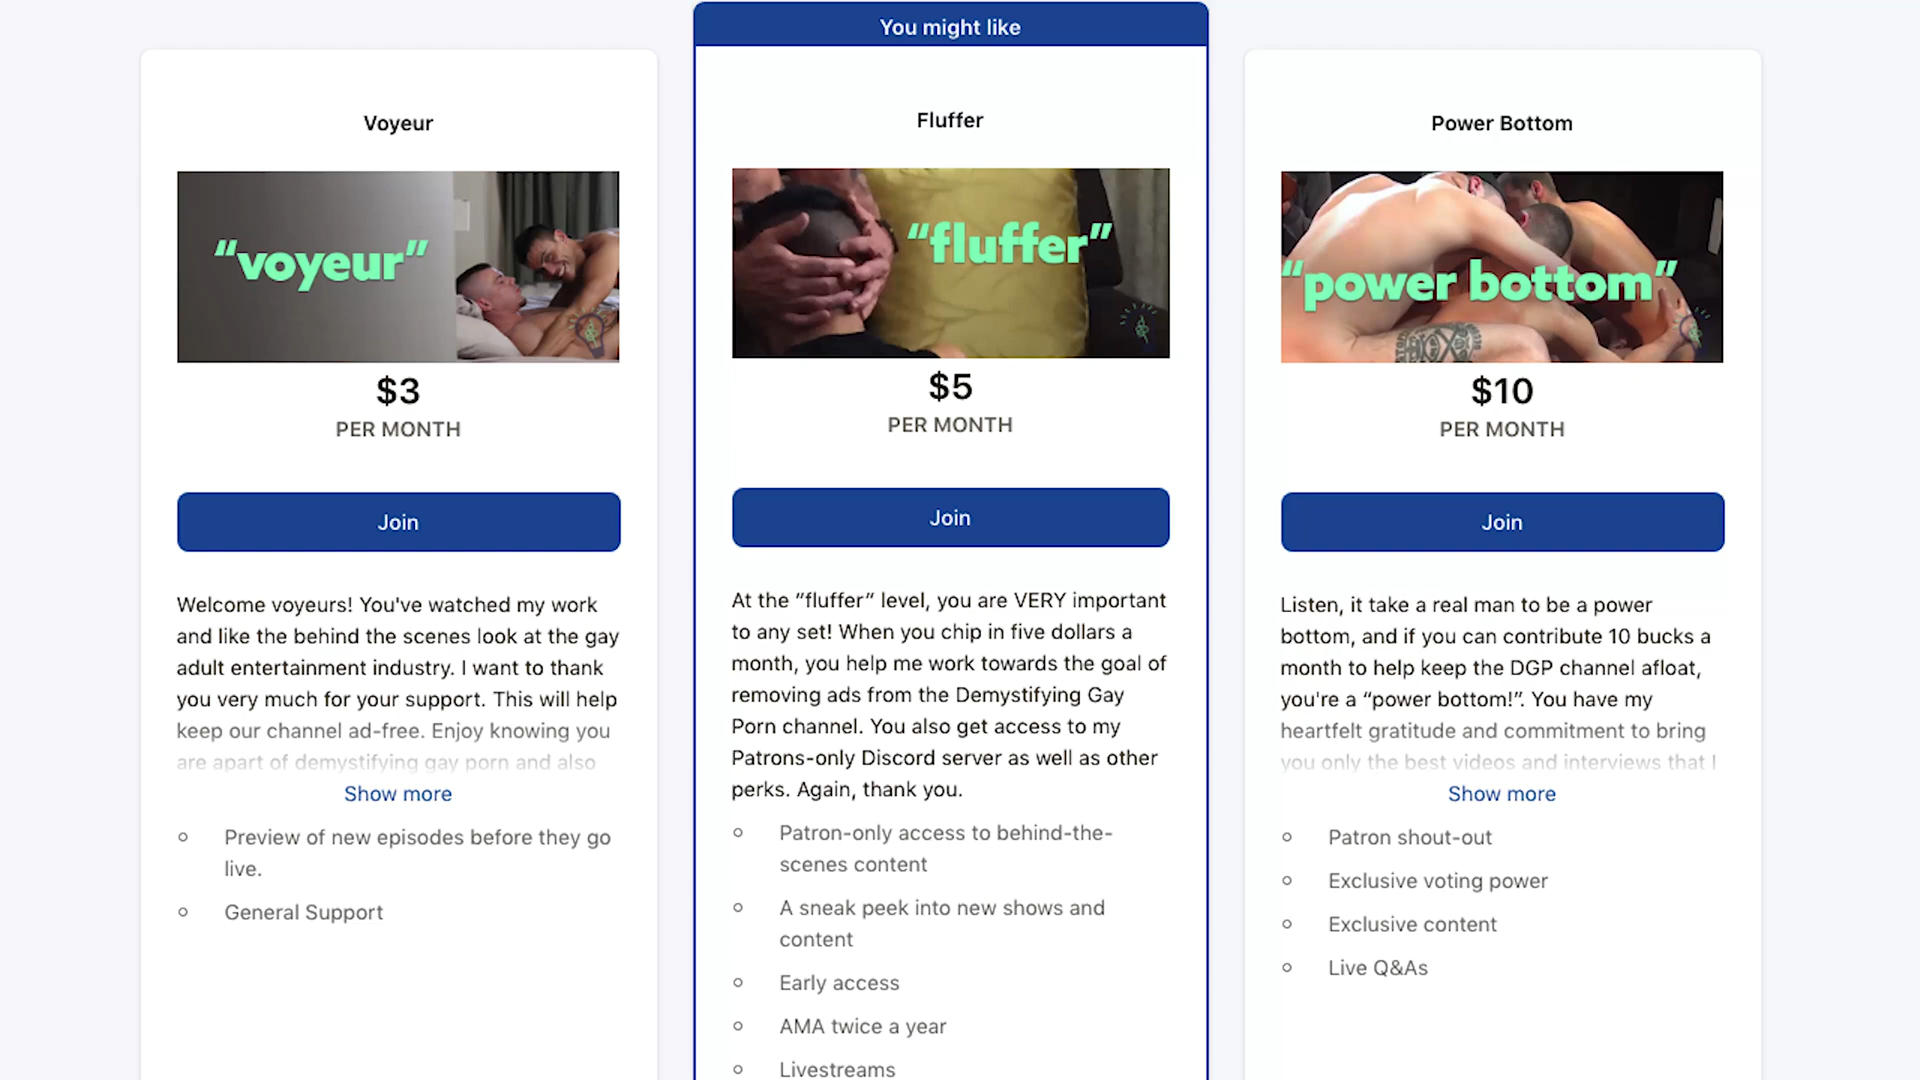 You might like
Voyeur
“voyeur”
$3
PER MONTH
Join
Welcome voyeurs! You've watched my work
and like the behind the scenes look at the gay
adult entertainment industry. I want to thank
you very much for your support. This will help
keep our channel ad-free. Enjoy knowing you
are apart of demystifying gay porn and also
Show more
Preview of new episodes before they go
live.
General Support
Fluffer
“fluffer”
$5
PER MONTH
Join
At the “fluffer” level, you are VERY important
to any set! When you chip in five dollars a
month, you help me work towards the goal of
removing ads from the Demystifying Gay
Porn channel. You also get access to my
Patrons-only Discord server as well as other
perks. Again, thank you.
Patron-only access to behind-the-
scenes content
A sneak peek into new shows and
content
Early access
AMA twice a year
Livestreams
Power Bottom
“power bottom”
$10
PER MONTH
Join
Listen, it take a real man to be a power
bottom, and if you can contribute 10 bucks a
month to help keep the DGP channel afloat,
you're a “power bottom!”. You have my
heartfelt gratitude and commitment to bring
you only the best videos and interviews that I
Show more
Patron shout-out
Exclusive voting power
Exclusive content
Live Q&As